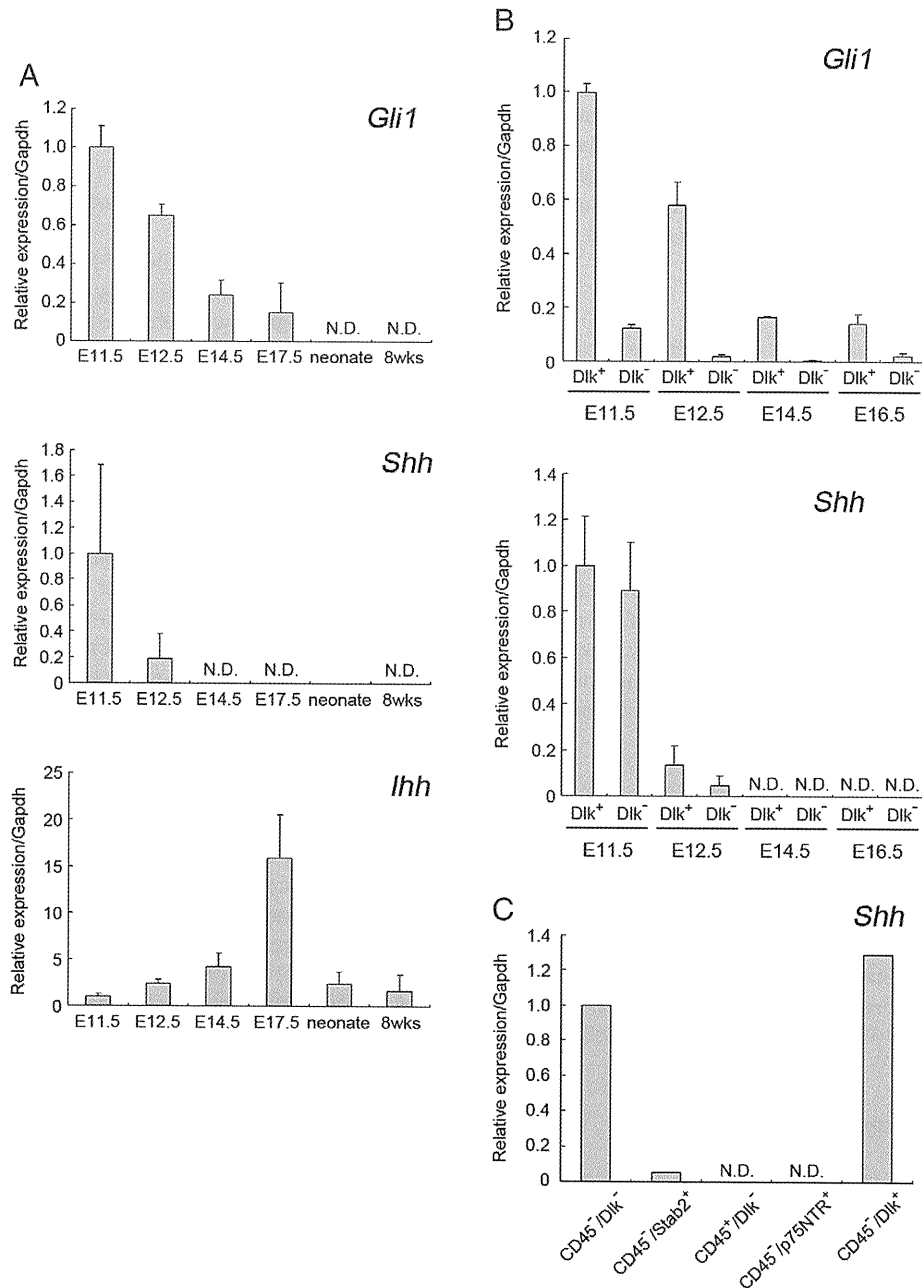 A
Gli1
Relative expression/Gapdh
1.2
1.0
0.8
0.6
0.4
0.2
0
N.D. N.D.
E11.5 E12.5 E14.5 E17.5 neonate 8wks
Shh
Relative expression/Gapdh
1.8
1.6
1.4
1.2
1.0
0.8
0.6
0.4
0.2
0
N.D. N.D. N.D.
E11.5 E12.5 E14.5 E17.5 neonate 8wks
Ihh
Relative expression/Gapdh
25
20
15
10
5
0
E11.5 E12.5 E14.5 E17.5 neonate 8wks
B
Gli1
Relative expression/Gapdh
1.2
1.0
0.8
0.6
0.4
0.2
0
Dlk⁺ Dlk⁻ Dlk⁺ Dlk⁻ Dlk⁺ Dlk⁻ Dlk⁺ Dlk⁻
E11.5 E12.5 E14.5 E16.5
Shh
Relative expression/Gapdh
1.4
1.2
1.0
0.8
0.6
0.4
0.2
0
N.D. N.D. N.D. N.D.
Dlk⁺ Dlk⁻ Dlk⁺ Dlk⁻ Dlk⁺ Dlk⁻ Dlk⁺ Dlk⁻
E11.5 E12.5 E14.5 E16.5
C
Shh
Relative expression/Gapdh
1.4
1.2
1.0
0.8
0.6
0.4
0.2
0
N.D. N.D.
CD45⁻/Dlk⁻
CD45⁻/Stab2⁺
CD45⁺/Dlk⁻
CD45⁻/p75NTR⁺
CD45⁻/Dlk⁺